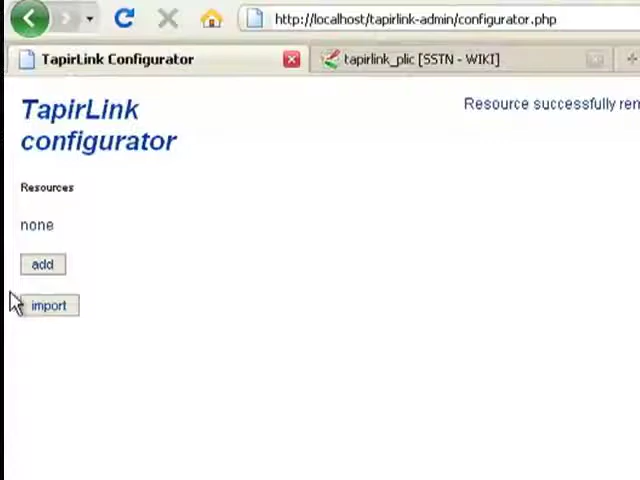 http://localhost/tapirlink-admin/configurator.php
TapirLink Configurator
tapirlink_plic [SSTN - WIKI]
TapirLink
configurator
Resource successfully
Resources
none
add
import